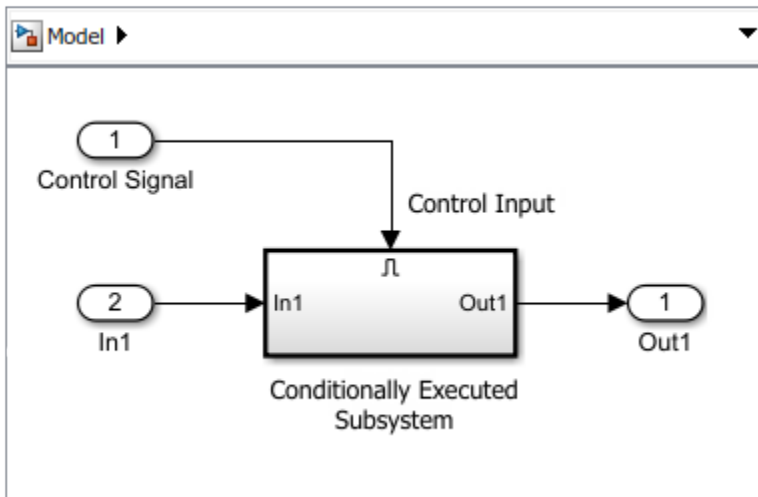 Model
1
Control Signal
Control Input
2
In1
In1
Out1
1
Out1
Conditionally Executed
Subsystem